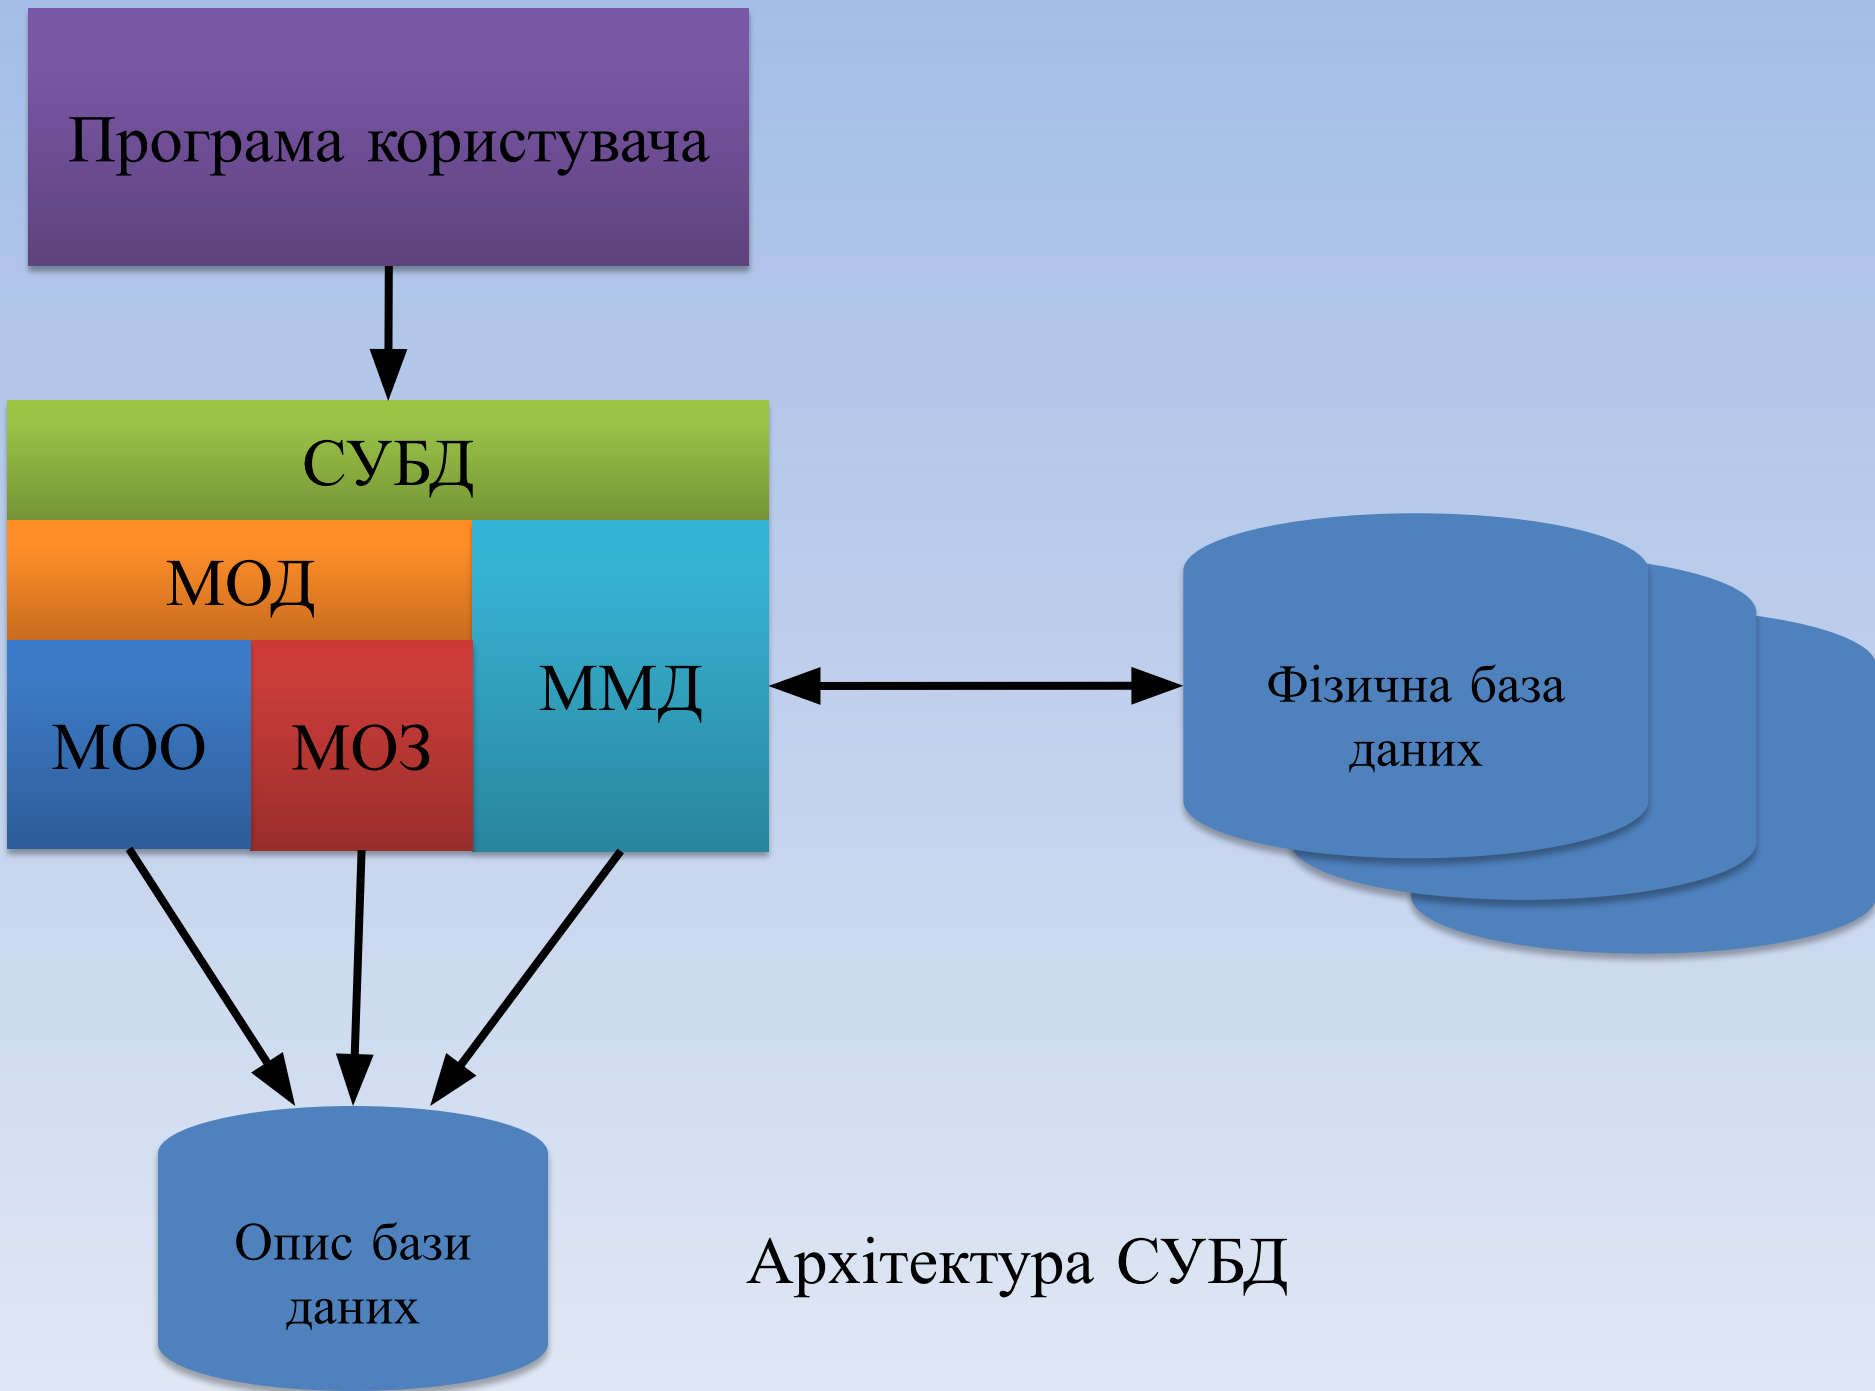 Програма користувача
СУБД
МОД
ММД
МОО
МОЗ
Фізична база
даних
Опис бази
даних
Архітектура СУБД